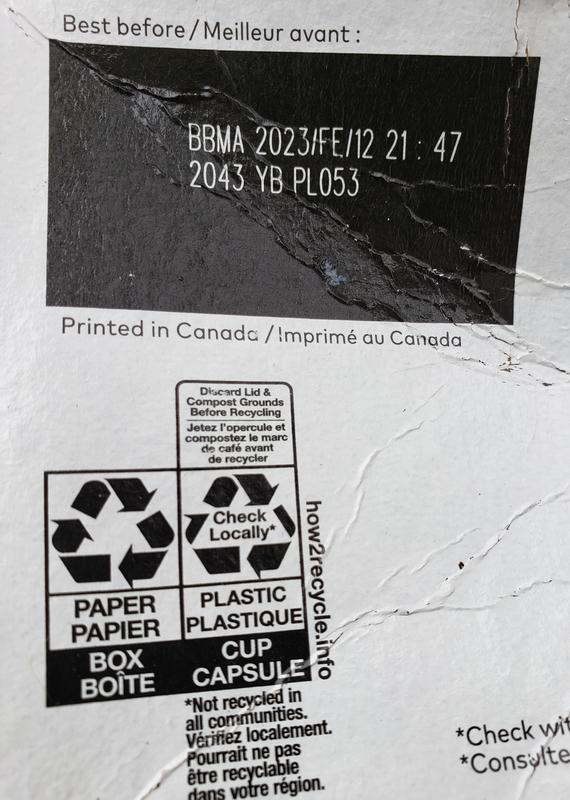 Best before / Meilleur avant :
BBMA 2023/FE/12 21 : 47
2043 YB PL053
Printed in Canada / Imprimé au Canada
Discard Lid &
Compost Grounds
Before Recycling
Jetez l'opercule et
compostez le marc
de café avant
de recycler
Check
Locally*
PAPER
PAPIER
BOX
BOÎTE
PLASTIC
PLASTIQUE
CUP
CAPSULE
how2recycle.info
*Not recycled in
all communities.
Vérifiez localement.
Pourrait ne pas
être recyclable
dans votre région.
*Check wit
*Consulte